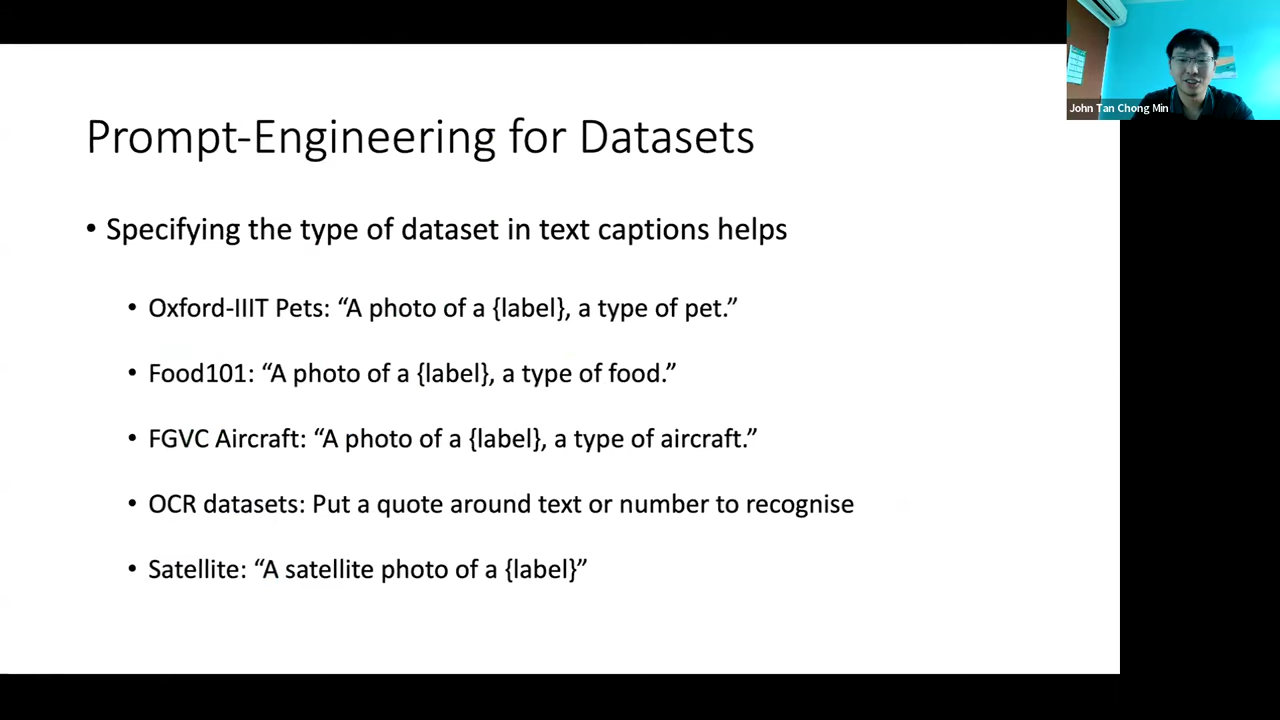 John Tan Chong Min
Prompt-Engineering for Datasets
• Specifying the type of dataset in text captions helps
• Oxford-IIIT Pets: “A photo of a {label}, a type of pet.”
• Food101: “A photo of a {label}, a type of food.”
• FGVC Aircraft: “A photo of a {label}, a type of aircraft.”
• OCR datasets: Put a quote around text or number to recognise
• Satellite: “A satellite photo of a {label}”